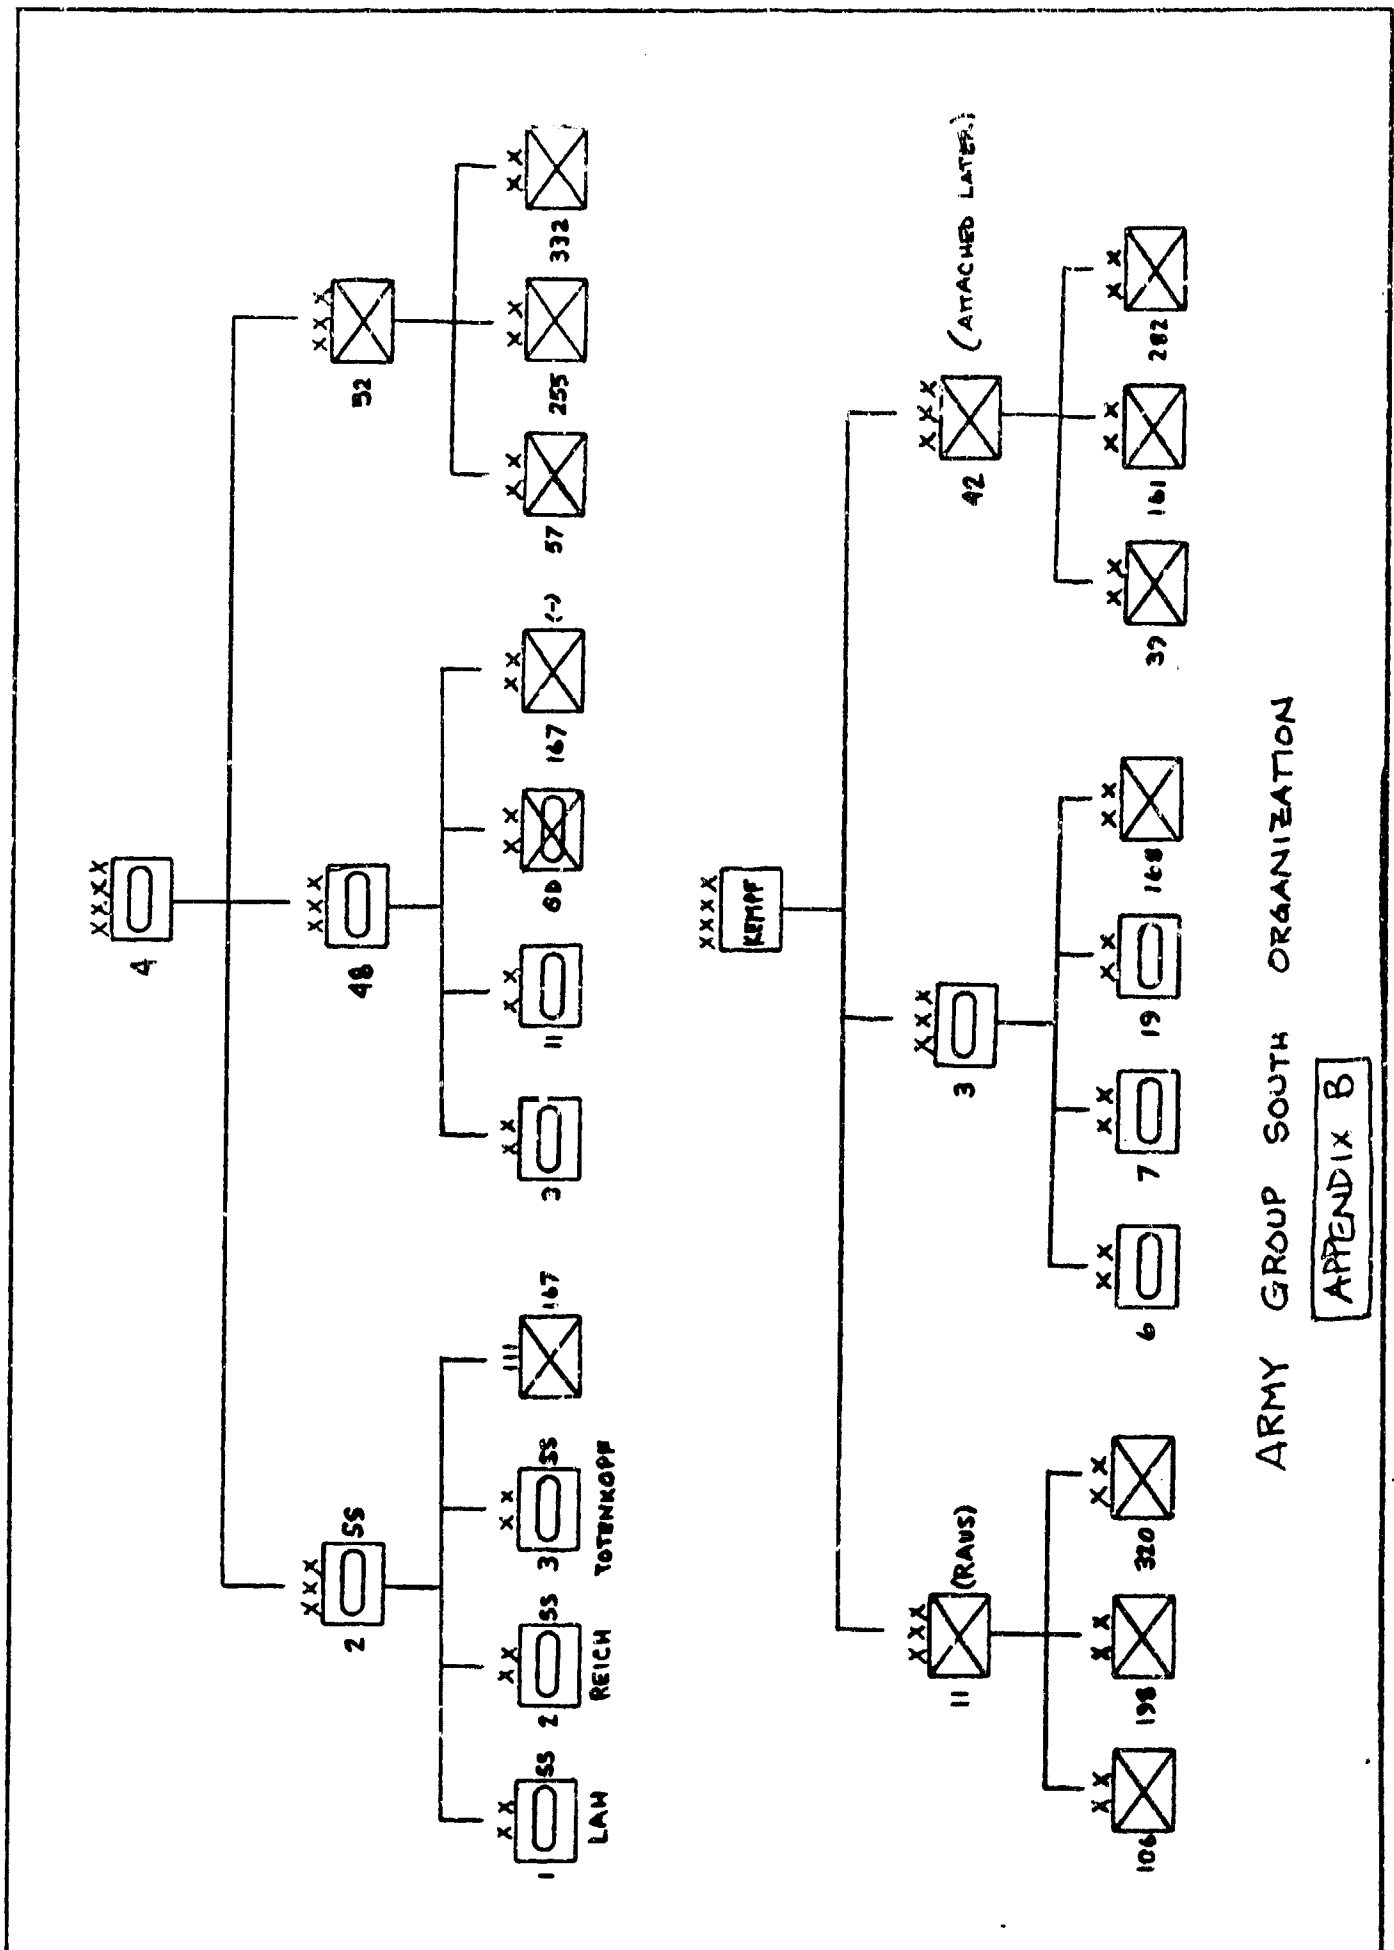 XXXX
4
XXX XXX XXX
2 SS 48 52
XX XX XX III XX XX XX XX XX XX XX
1 SS 2 SS 3 SS 167 3 11 GD 167 (-) 57 255 332
LAH REICH TOTENKOPF
XXXX
KEMPF
XXX XXX XXX
11 (RAUS) 3 42 (ATTACHED LATER)
XX XX XX XX XX XX XX XX XX XX
106 198 320 6 7 19 168 39 161 282
ARMY GROUP SOUTH ORGANIZATION
APPENDIX B